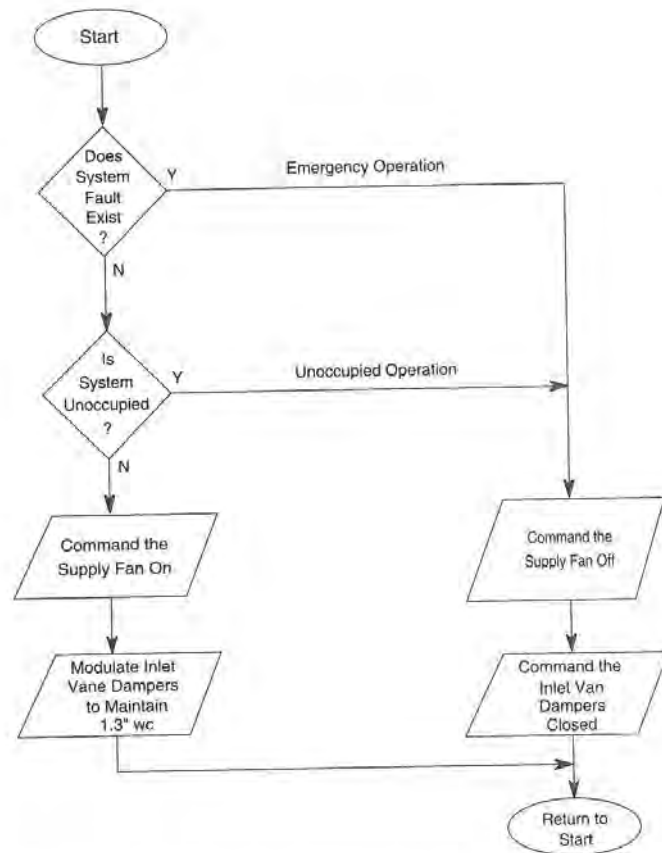 Start
Does
System
Fault
Exist
?
Y
Emergency Operation
N
Is
System
Unoccupied
?
Y
Unoccupied Operation
N
Command the
Supply Fan On
Command the
Supply Fan Off
Modulate Inlet
Vane Dampers
to Maintain
1.3" wc
Command the
Inlet Van
Dampers
Closed
Return to
Start